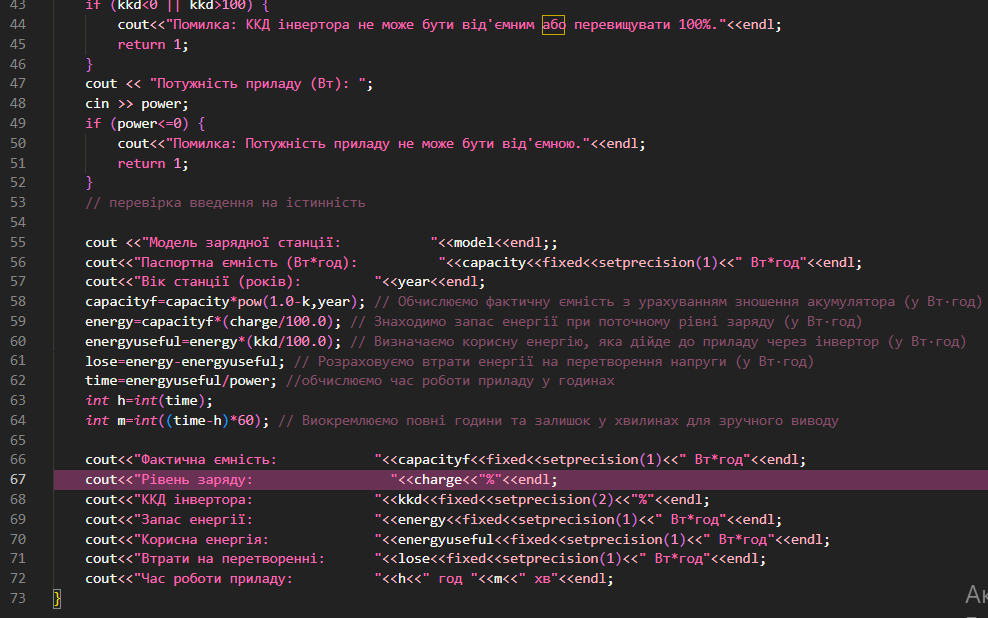 43 if (kkd<0 || kkd>100) {
44 cout<<"Помилка: ККД інвертора не може бути від'ємним або перевищувати 100%."<<endl;
45 return 1;
46 }
47 cout << "Потужність приладу (Вт): ";
48 cin >> power;
49 if (power<=0) {
50 cout<<"Помилка: Потужність приладу не може бути від'ємною."<<endl;
51 return 1;
52 }
53 // перевірка введення на істинність
54
55 cout <<"Модель зарядної станції:           "<<model<<endl;;
56 cout<<"Паспортна ємність (Вт*год):          "<<capacity<<fixed<<setprecision(1)<<" Вт*год"<<endl;
57 cout<<"Вік станції (років):         "<<year<<endl;
58 capacityf=capacity*pow(1.0-k,year); // Обчислюємо фактичну ємність з урахуванням зношення акумулятора (у Вт·год)
59 energy=capacityf*(charge/100.0); // Знаходимо запас енергії при поточному рівні заряду (у Вт·год)
60 energyuseful=energy*(kkd/100.0); // Визначаємо корисну енергію, яка дійде до приладу через інвертор (у Вт·год)
61 lose=energy-energyuseful; // Розраховуємо втрати енергії на перетворення напруги (у Вт·год)
62 time=energyuseful/power; //обчислюємо час роботи приладу у годинах
63 int h=int(time);
64 int m=int((time-h)*60); // Виокремлюємо повні години та залишок у хвилинах для зручного виводу
65
66 cout<<"Фактична ємність:            "<<capacityf<<fixed<<setprecision(1)<<" Вт*год"<<endl;
67 cout<<"Рівень заряду:                 "<<charge<<"%"<<endl;
68 cout<<"ККД інвертора:               "<<kkd<<fixed<<setprecision(2)<<"%"<<endl;
69 cout<<"Запас енергії:               "<<energy<<fixed<<setprecision(1)<<" Вт*год"<<endl;
70 cout<<"Корисна енергія:             "<<energyuseful<<fixed<<setprecision(1)<<" Вт*год"<<endl;
71 cout<<"Втрати на перетворенні:      "<<lose<<fixed<<setprecision(1)<<" Вт*год"<<endl;
72 cout<<"Час роботи приладу:          "<<h<<" год "<<m<<" хв"<<endl;
73 }